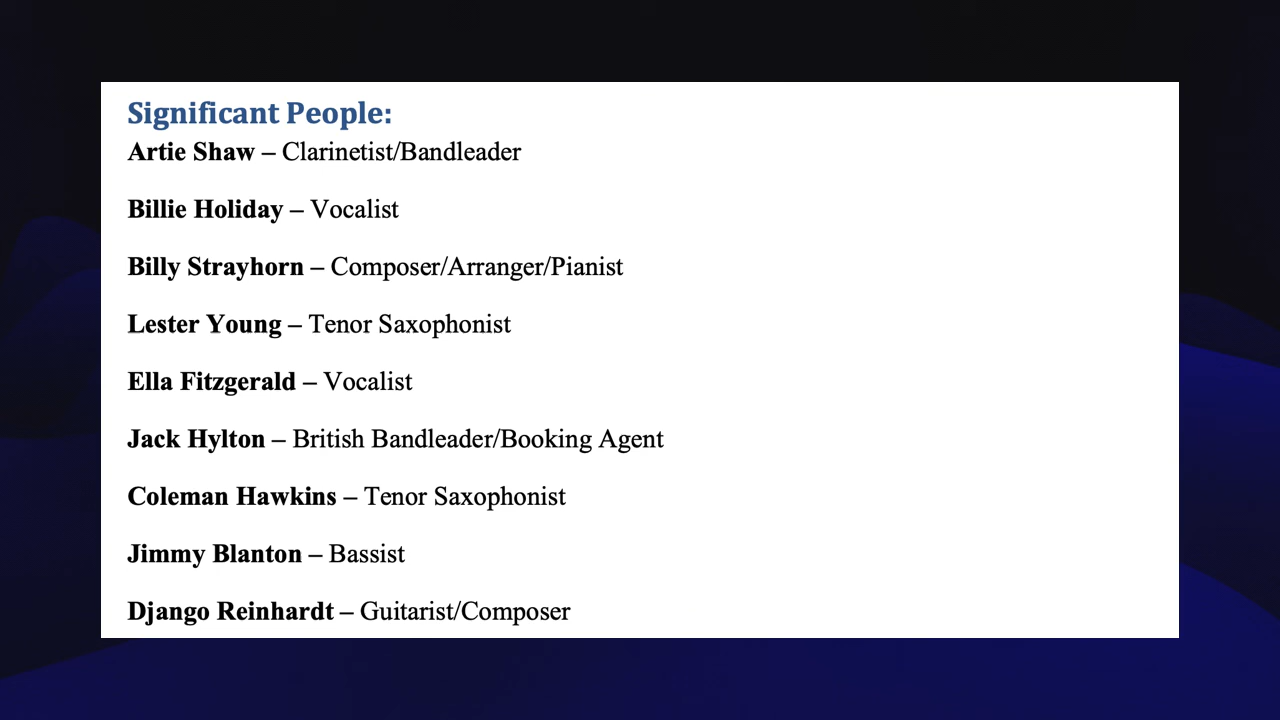 Significant People:
Artie Shaw – Clarinetist/Bandleader
Billie Holiday – Vocalist
Billy Strayhorn – Composer/Arranger/Pianist
Lester Young – Tenor Saxophonist
Ella Fitzgerald – Vocalist
Jack Hylton – British Bandleader/Booking Agent
Coleman Hawkins – Tenor Saxophonist
Jimmy Blanton – Bassist
Django Reinhardt – Guitarist/Composer